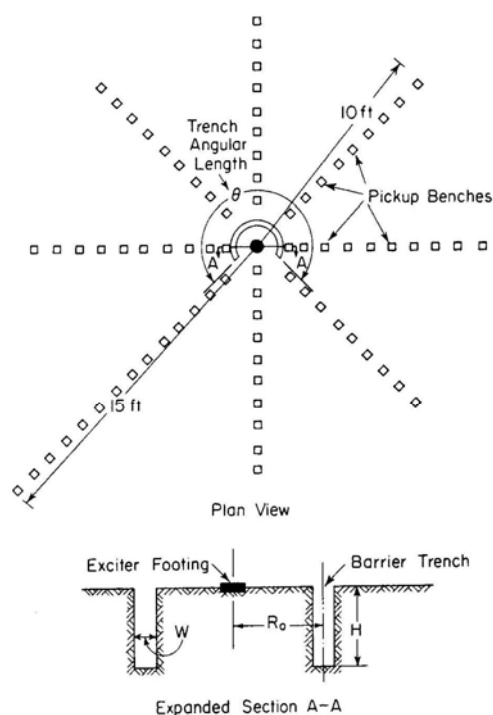 10 ft
Trench
Angular
Length
θ
Pickup Benches
A
A
15 ft
Plan View
Exciter Footing
Barrier Trench
W
R₀
H
Expanded Section A-A